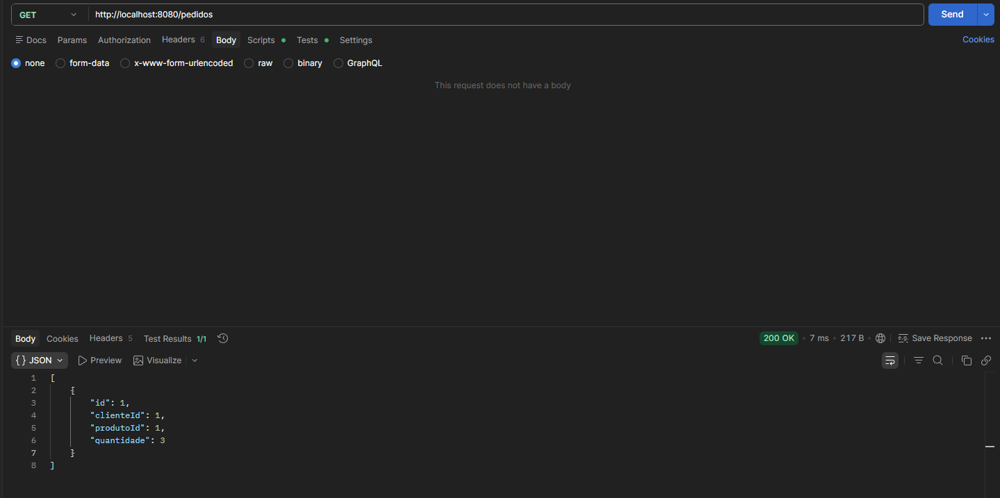 GET http://localhost:8080/pedidos Send
Docs Params Authorization Headers 6 Body Scripts Tests Settings Cookies
none form-data x-www-form-urlencoded raw binary GraphQL
This request does not have a body
Body Cookies Headers 5 Test Results 1/1 200 OK • 7 ms • 217 B • e.g. Save Response
{} JSON Preview Visualize
1 [
2 {
3 "id": 1,
4 "clienteId": 1,
5 "produtoId": 1,
6 "quantidade": 3
7 }
8 ]